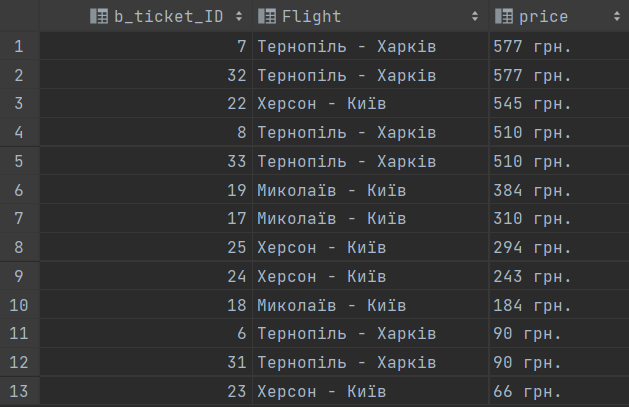 b_ticket_ID Flight price
1 7 Тернопіль - Харків 577 грн.
2 32 Тернопіль - Харків 577 грн.
3 22 Херсон - Київ 545 грн.
4 8 Тернопіль - Харків 510 грн.
5 33 Тернопіль - Харків 510 грн.
6 19 Миколаїв - Київ 384 грн.
7 17 Миколаїв - Київ 310 грн.
8 25 Херсон - Київ 294 грн.
9 24 Херсон - Київ 243 грн.
10 18 Миколаїв - Київ 184 грн.
11 6 Тернопіль - Харків 90 грн.
12 31 Тернопіль - Харків 90 грн.
13 23 Херсон - Київ 66 грн.